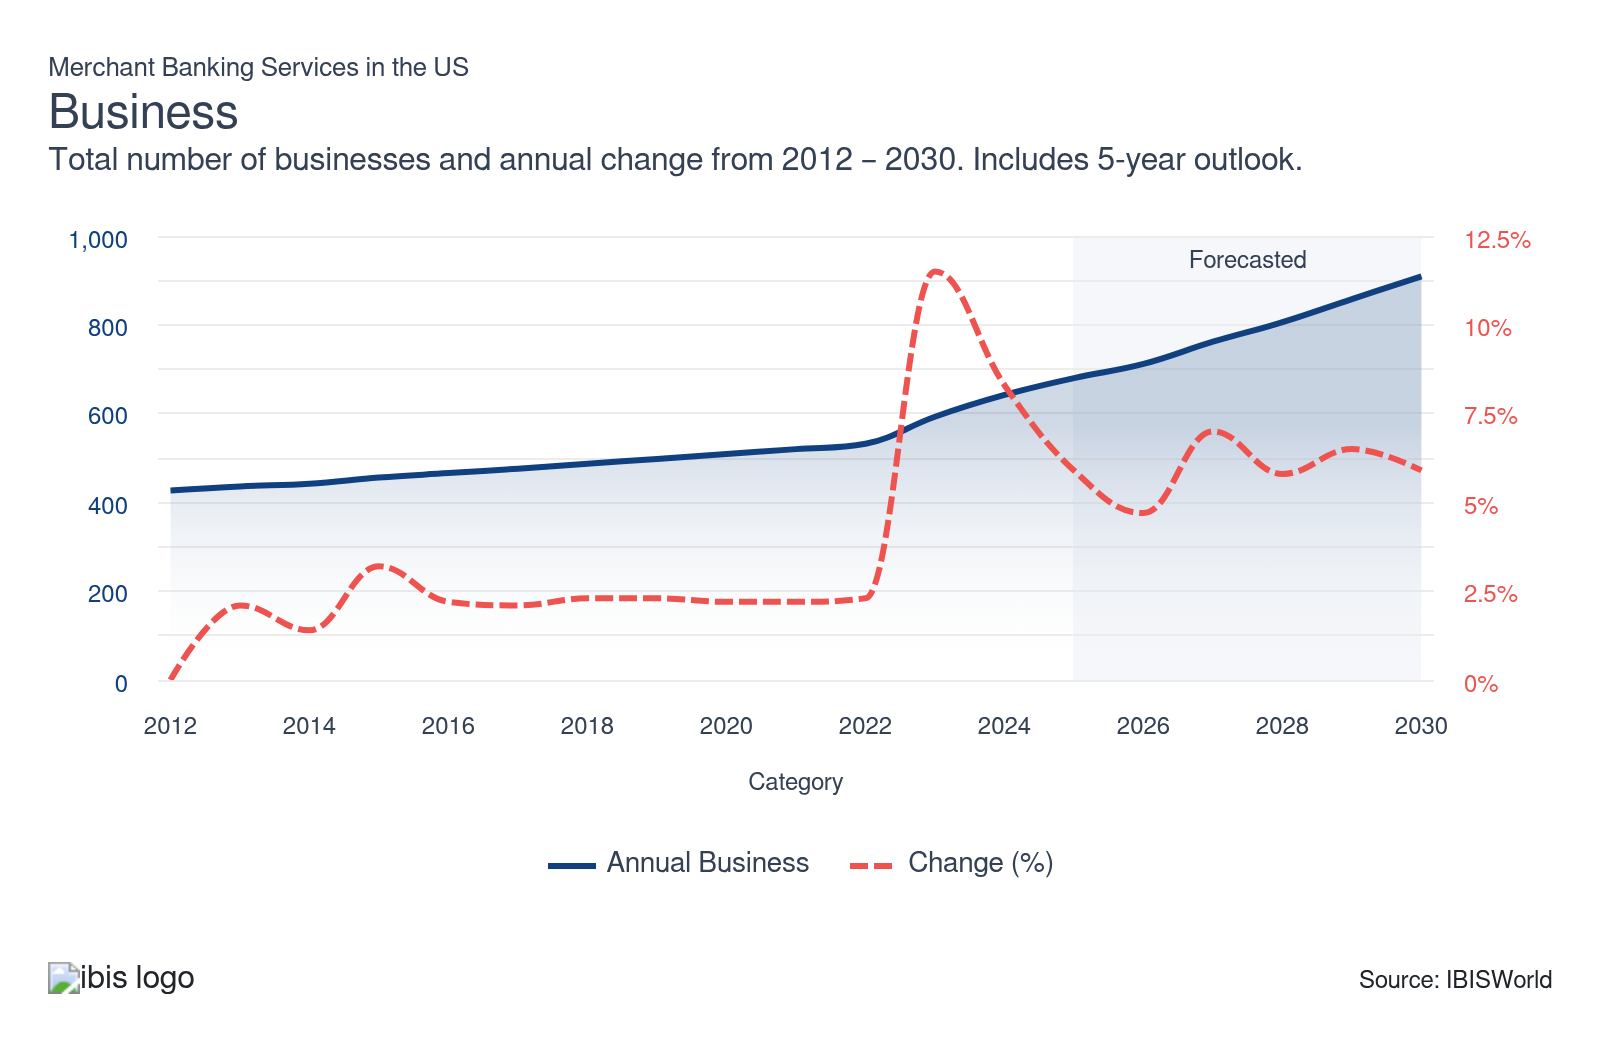 Merchant Banking Services in the US
Business
Total number of businesses and annual change from 2012 – 2030. Includes 5-year outlook.
1,000
800
600
400
200
0
12.5%
10%
7.5%
5%
2.5%
0%
Forecasted
2012 2014 2016 2018 2020 2022 2024 2026 2028 2030
Category
Annual Business Change (%)
ibis logo
Source: IBISWorld